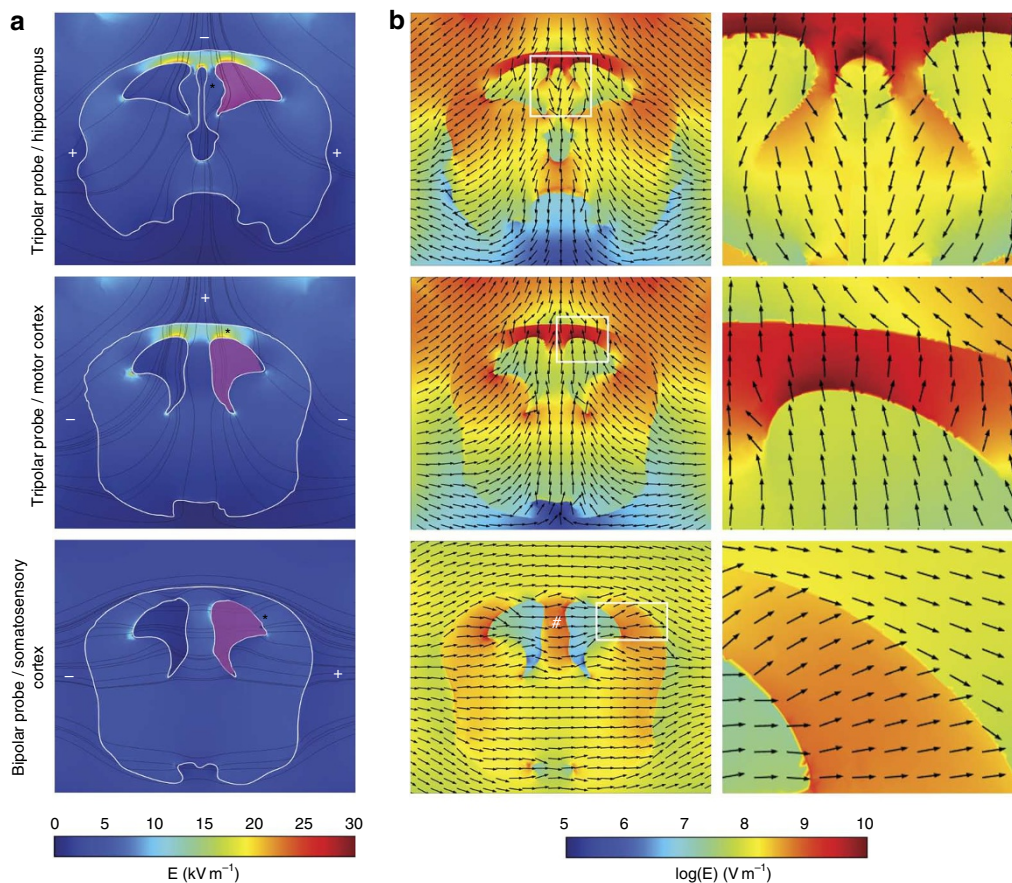 a
b
Tripolar probe / hippocampus
−
*
+
+
Tripolar probe / motor cortex
+
*
−
−
Bipolar probe / somatosensory
cortex
*
−
+
#
0 5 10 15 20 25 30
E (kV m⁻¹)
5 6 7 8 9 10
log(E) (V m⁻¹)